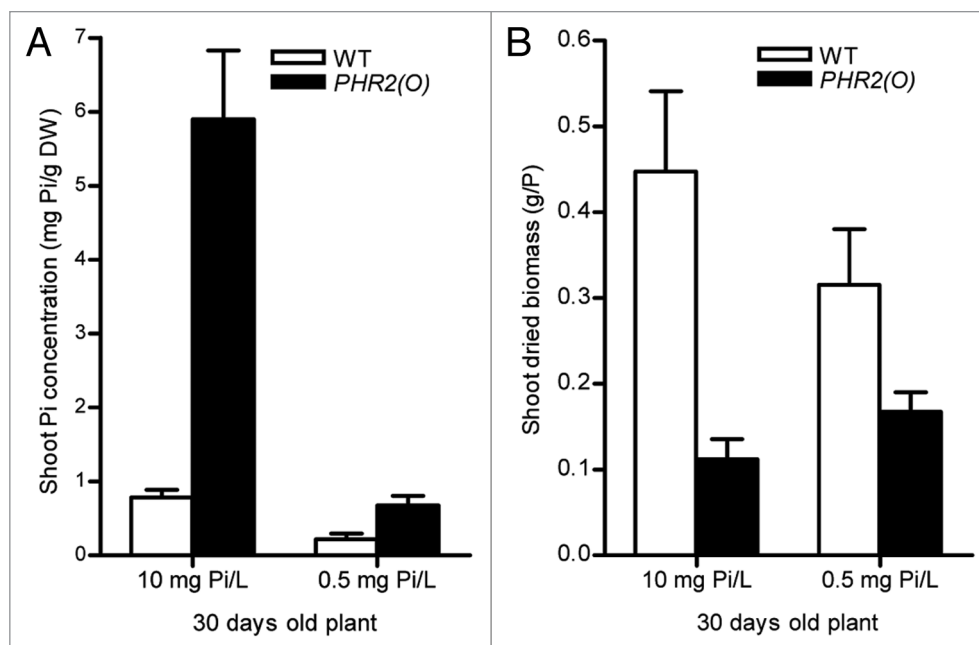 A
Shoot Pi concentration (mg Pi/g DW)
7
6
5
4
3
2
1
0
WT
PHR2(O)
10 mg Pi/L
0.5 mg Pi/L
30 days old plant
B
Shoot dried biomass (g/P)
0.6
0.5
0.4
0.3
0.2
0.1
0.0
WT
PHR2(O)
10 mg Pi/L
0.5 mg Pi/L
30 days old plant